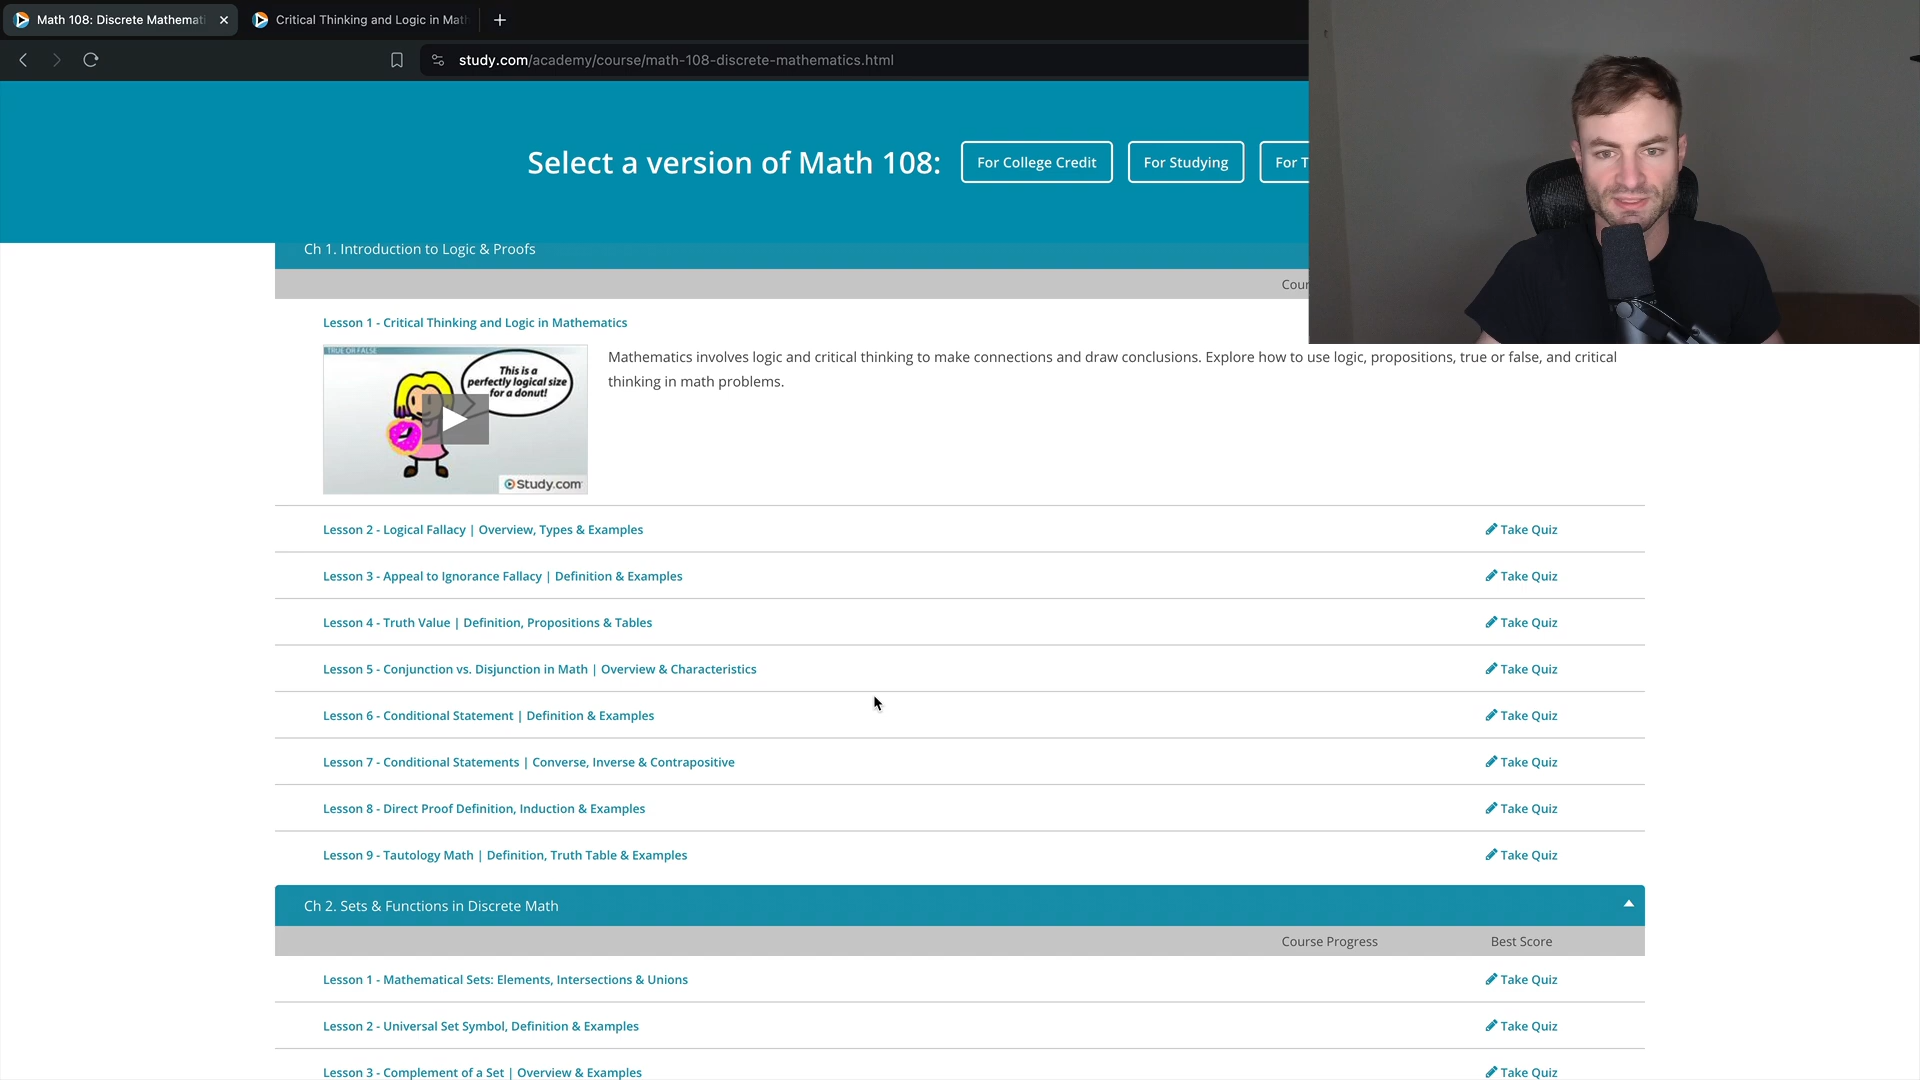 Math 108: Discrete Mathemati
Critical Thinking and Logic in Math
study.com/academy/course/math-108-discrete-mathematics.html
Select a version of Math 108:
For College Credit
For Studying
For T
Ch 1. Introduction to Logic & Proofs
Cour
Lesson 1 - Critical Thinking and Logic in Mathematics
TRUE OR FALSE
This is a
perfectly logical size
for a donut!
Study.com
Mathematics involves logic and critical thinking to make connections and draw conclusions. Explore how to use logic, propositions, true or false, and critical
thinking in math problems.
Lesson 2 - Logical Fallacy | Overview, Types & Examples
Take Quiz
Lesson 3 - Appeal to Ignorance Fallacy | Definition & Examples
Take Quiz
Lesson 4 - Truth Value | Definition, Propositions & Tables
Take Quiz
Lesson 5 - Conjunction vs. Disjunction in Math | Overview & Characteristics
Take Quiz
Lesson 6 - Conditional Statement | Definition & Examples
Take Quiz
Lesson 7 - Conditional Statements | Converse, Inverse & Contrapositive
Take Quiz
Lesson 8 - Direct Proof Definition, Induction & Examples
Take Quiz
Lesson 9 - Tautology Math | Definition, Truth Table & Examples
Take Quiz
Ch 2. Sets & Functions in Discrete Math
Course Progress
Best Score
Lesson 1 - Mathematical Sets: Elements, Intersections & Unions
Take Quiz
Lesson 2 - Universal Set Symbol, Definition & Examples
Take Quiz
Lesson 3 - Complement of a Set | Overview & Examples
Take Quiz